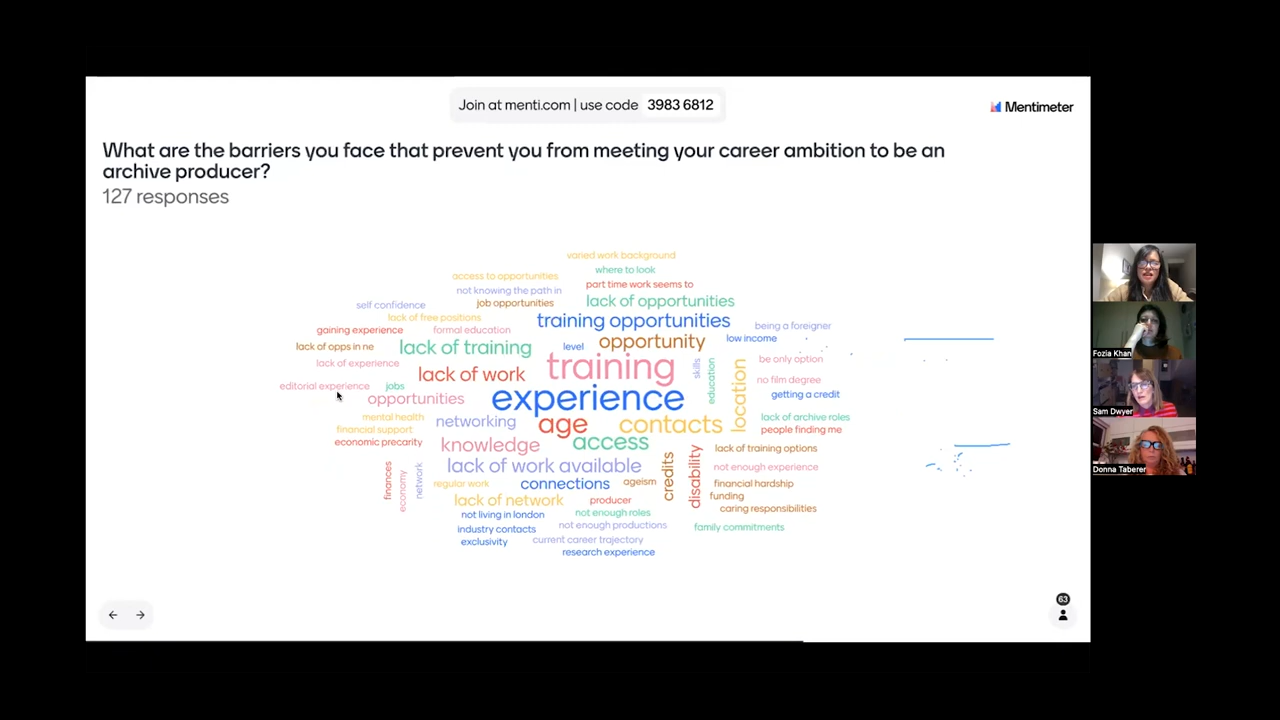 Join at menti.com | use code 3983 6812
Mentimeter
What are the barriers you face that prevent you from meeting your career ambition to be an
archive producer?
127 responses
varied work background
where to look
access to opportunities
part time work seems to
not knowing the path in
lack of opportunities
job opportunities
self confidence
lack of free positions
training opportunities
being a foreigner
gaining experience
formal education
opportunity
low income
lack of opps in ne
lack of training
level
be only option
lack of experience
training
skills
education
location
lack of work
no film degree
editorial experience
jobs
getting a credit
opportunities
experience
mental health
networking
age
contacts
lack of archive roles
financial support
people finding me
economic precarity
knowledge
access
lack of training options
lack of work available
not enough experience
finances
economy
network
regular work
connections
ageism
credits
disability
financial hardship
funding
lack of network
producer
caring responsibilities
not living in london
not enough roles
industry contacts
not enough productions
family commitments
exclusivity
current career trajectory
research experience
63
Fozia Khan
Sam Dwyer
Donna Taberer